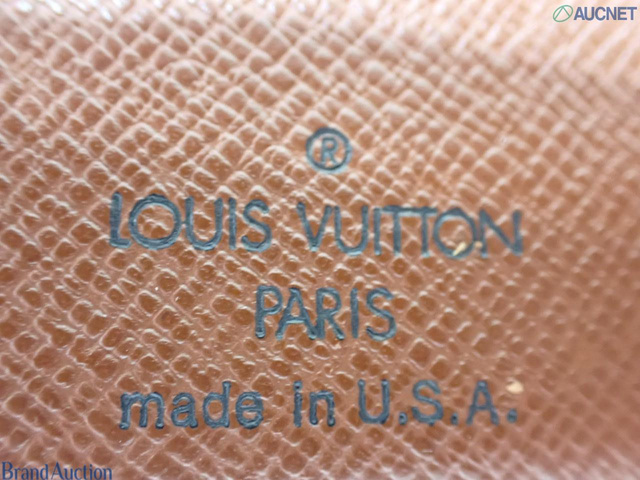 AUCNET
®
LOUIS VUITTON
PARIS
made in U.S.A.
BrandAuction